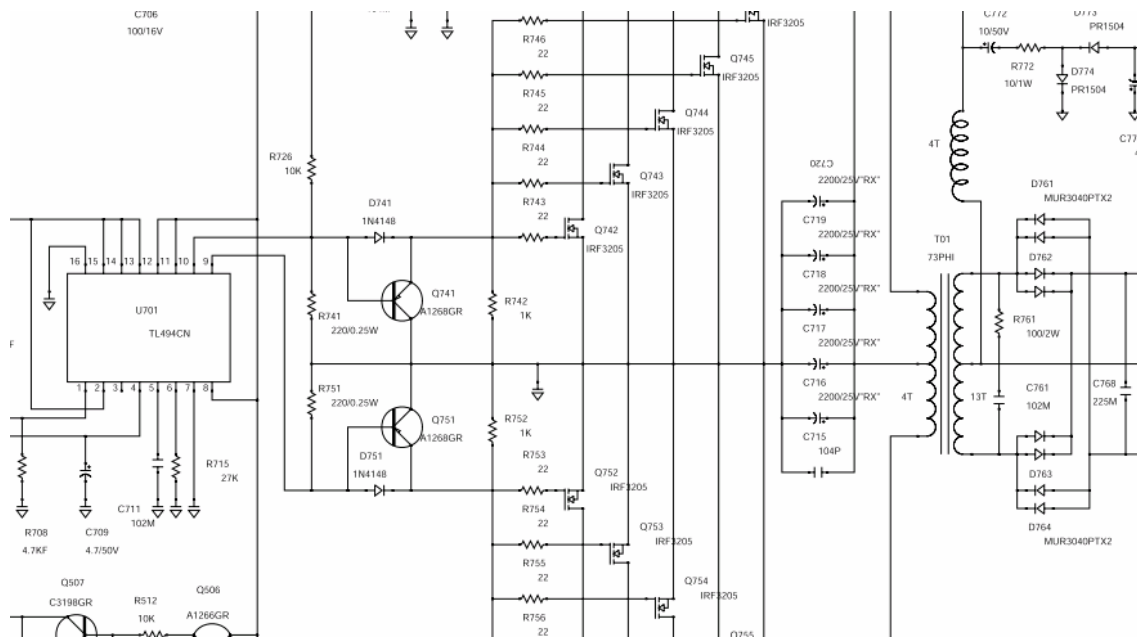 C706
100/16V
R746
22
IRF3205
C772
10/50V
D773
PR1504
R772
10/1W
D774
PR1504
Q745
IRF3205
R745
22
Q744
IRF3205
R744
22
4T
R726
10K
Q743
IRF3205
R743
22
C720
2200/25V"RX"
C719
2200/25V"RX"
D761
MUR3040PTX2
D741
1N4148
Q742
IRF3205
T01
73PHI
D762
16 15 14 13 12 11 10 9
C718
2200/25V"RX"
U701
TL494CN
R741
220/0.25W
Q741
A1268GR
R742
1K
C717
2200/25V"RX"
R761
100/2W
1 2 3 4 5 6 7 8
R751
220/0.25W
C716
2200/25V"RX"
4T
13T
C761
102M
C768
225M
Q751
A1268GR
R752
1K
C715
104P
D751
1N4148
R753
22
Q752
IRF3205
D763
R715
27K
R754
22
C711
102M
D764
MUR3040PTX2
R708
4.7KF
C709
4.7/50V
Q753
IRF3205
R755
22
Q507
C3198GR
R512
10K
Q506
A1266GR
Q754
IRF3205
R756
22
Q755